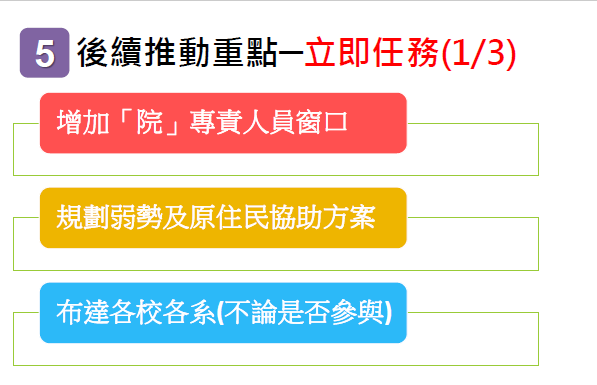 5 後續推動重點─立即任務(1/3)
增加「院」專責人員窗口
規劃弱勢及原住民協助方案
布達各校各系(不論是否參與)